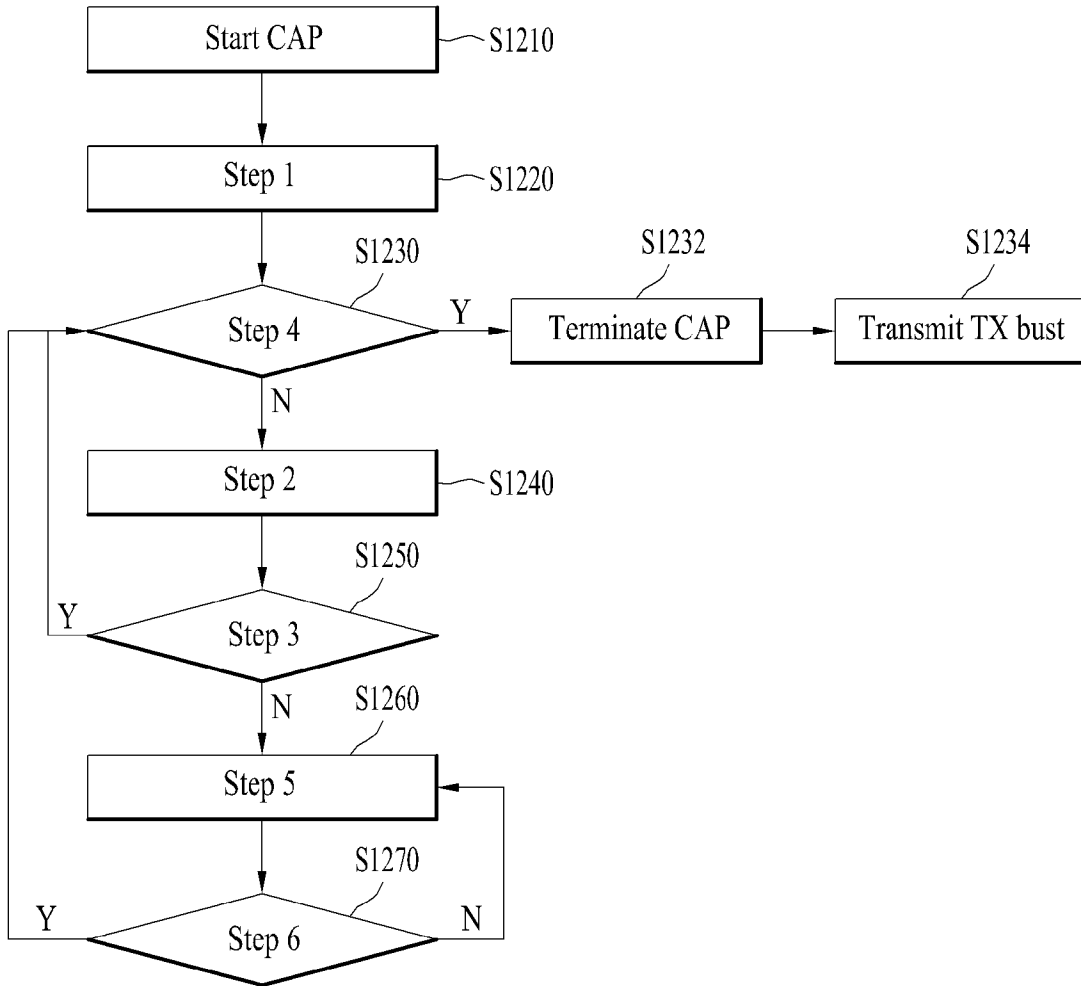 Start CAP
S1210
Step 1
S1220
S1230
Step 4
Y
S1232
Terminate CAP
S1234
Transmit TX bust
N
Step 2
S1240
S1250
Y
Step 3
N
S1260
Step 5
S1270
Y
Step 6
N